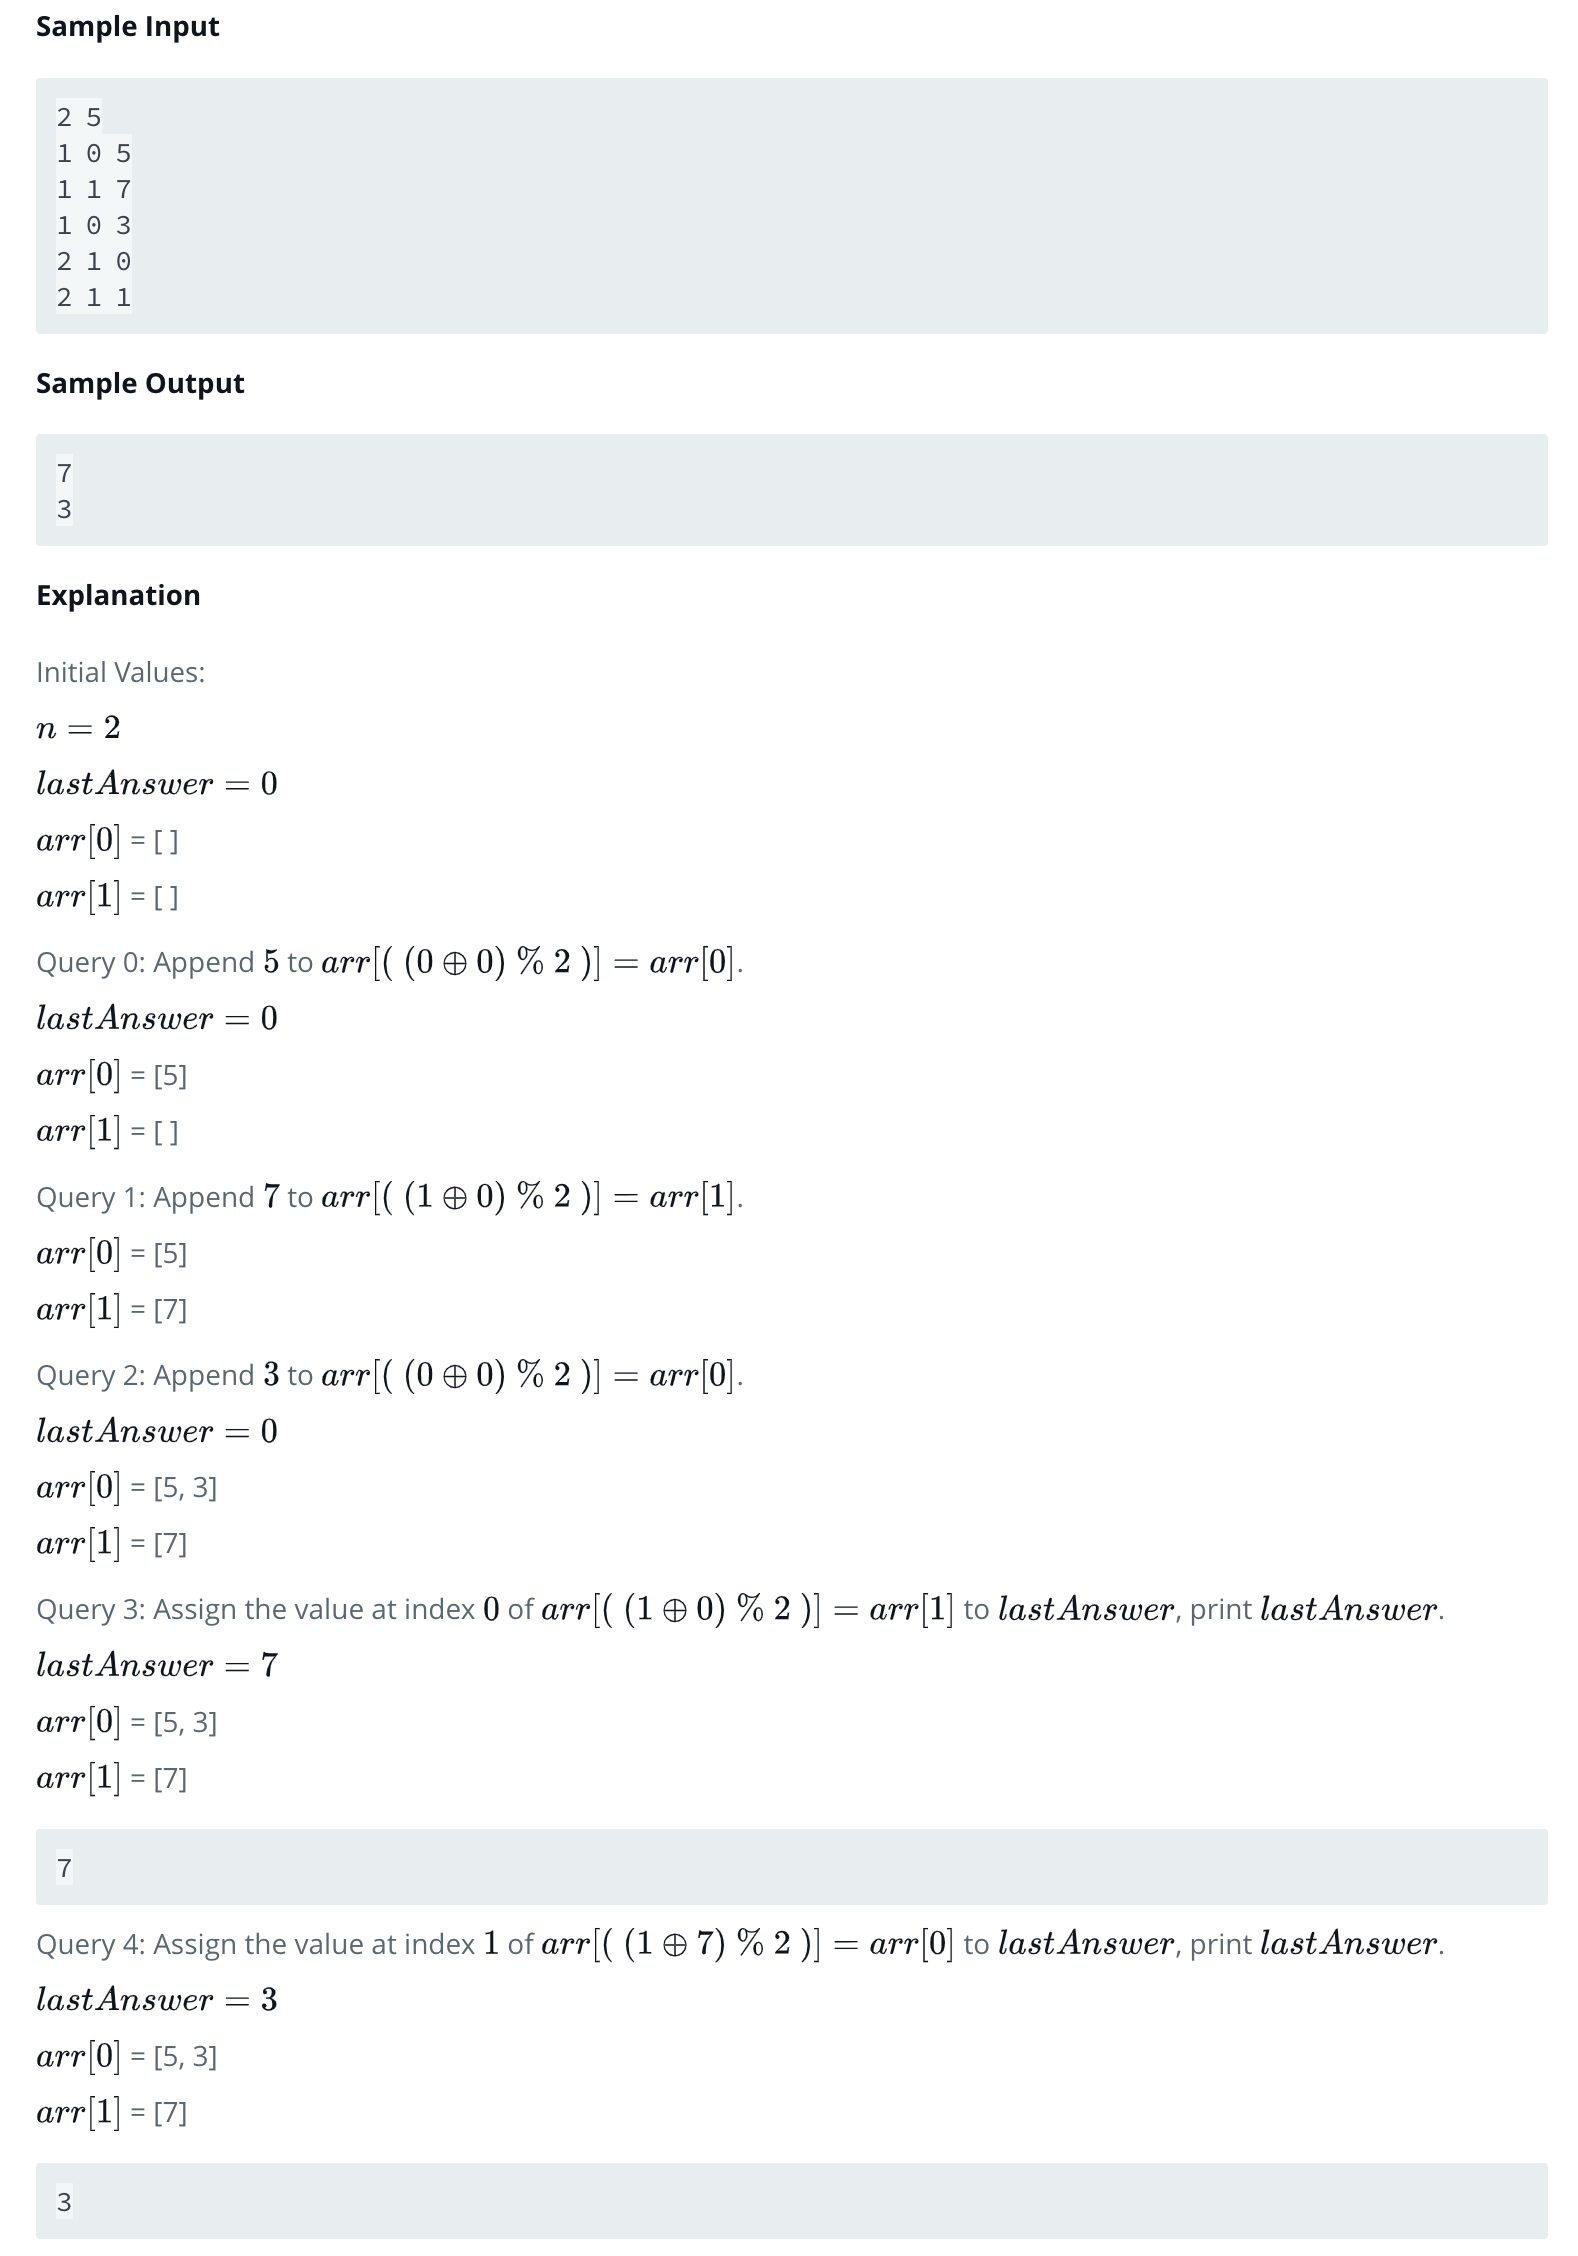 Sample Input
2 5
1 0 5
1 1 7
1 0 3
2 1 0
2 1 1
Sample Output
7
3
Explanation
Initial Values:
n = 2
lastAnswer = 0
arr[0] = [ ]
arr[1] = [ ]
Query 0: Append 5 to arr[( (0 ⊕ 0) % 2 )] = arr[0].
lastAnswer = 0
arr[0] = [5]
arr[1] = [ ]
Query 1: Append 7 to arr[( (1 ⊕ 0) % 2 )] = arr[1].
arr[0] = [5]
arr[1] = [7]
Query 2: Append 3 to arr[( (0 ⊕ 0) % 2 )] = arr[0].
lastAnswer = 0
arr[0] = [5, 3]
arr[1] = [7]
Query 3: Assign the value at index 0 of arr[( (1 ⊕ 0) % 2 )] = arr[1] to lastAnswer, print lastAnswer.
lastAnswer = 7
arr[0] = [5, 3]
arr[1] = [7]
7
Query 4: Assign the value at index 1 of arr[( (1 ⊕ 7) % 2 )] = arr[0] to lastAnswer, print lastAnswer.
lastAnswer = 3
arr[0] = [5, 3]
arr[1] = [7]
3